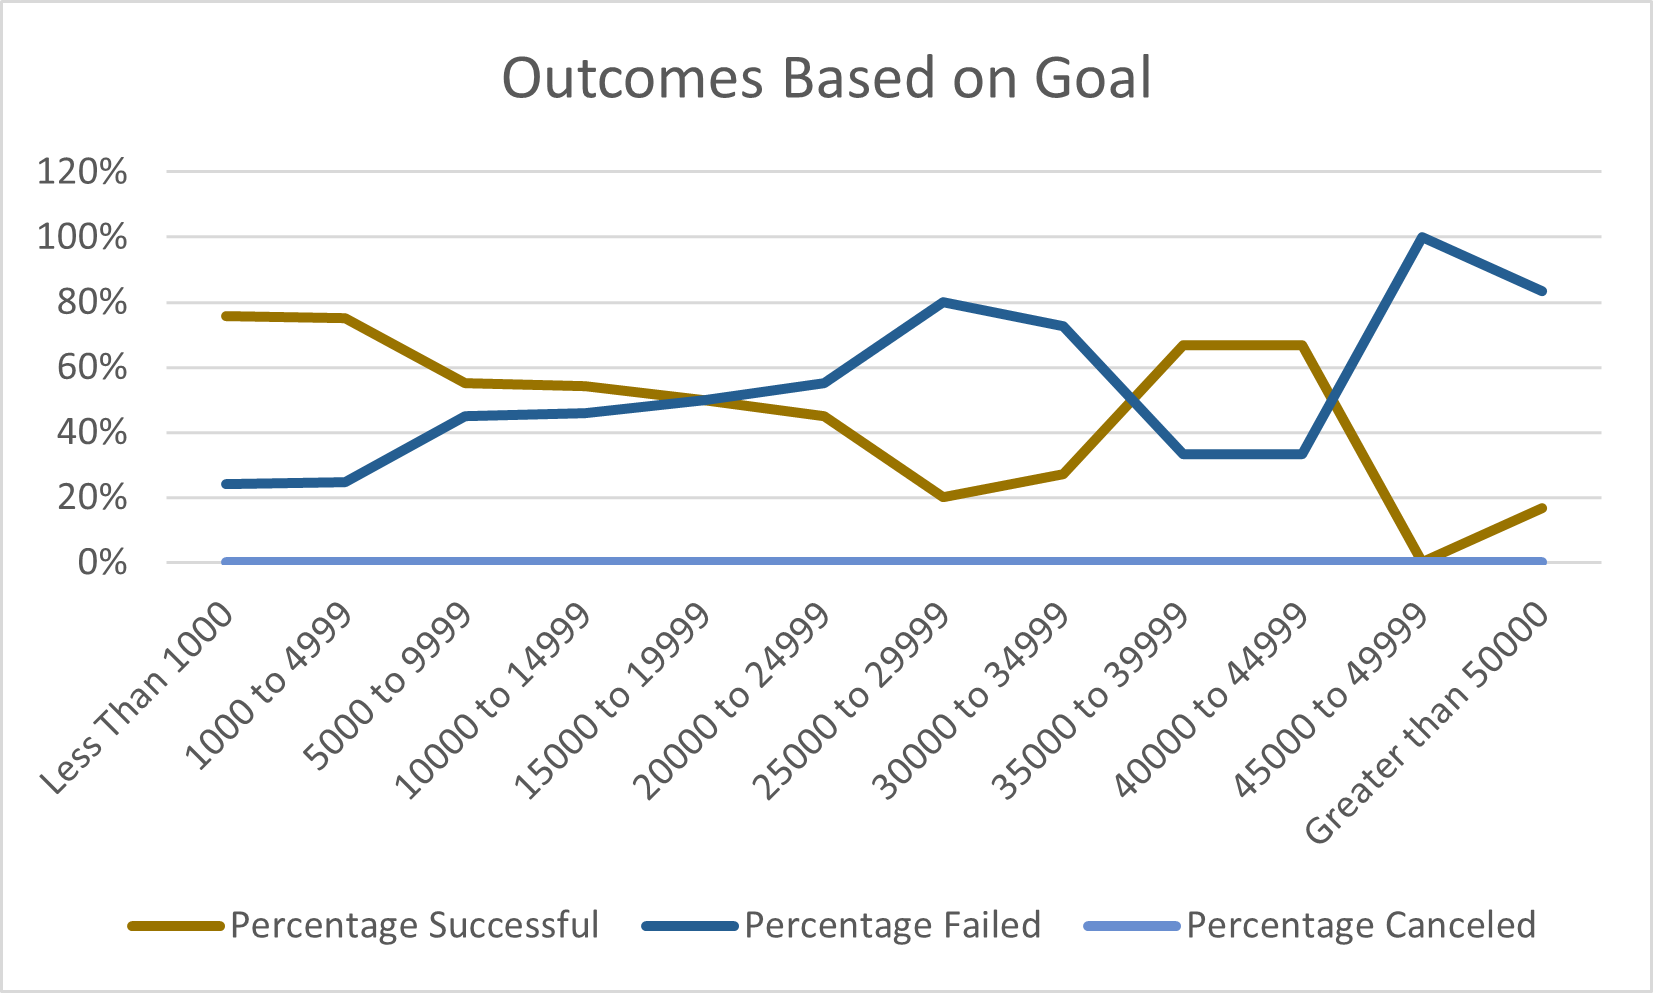 Outcomes Based on Goal
120%
100%
80%
60%
40%
20%
0%
Less Than 1000
1000 to 4999
5000 to 9999
10000 to 14999
15000 to 19999
20000 to 24999
25000 to 29999
30000 to 34999
35000 to 39999
40000 to 44999
45000 to 49999
Greater than 50000
Percentage Successful
Percentage Failed
Percentage Canceled